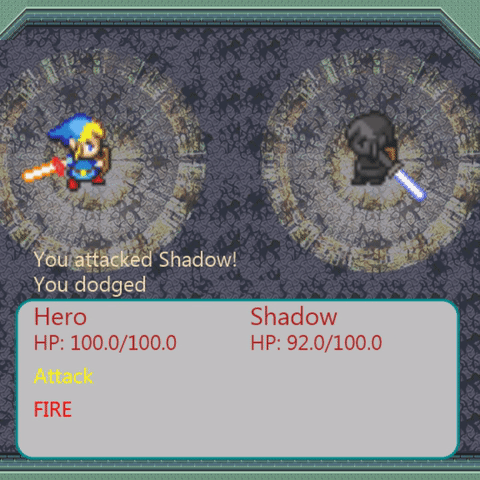 You attacked Shadow!
You dodged
Hero
Shadow
HP: 100.0/100.0
HP: 92.0/100.0
Attack
FIRE